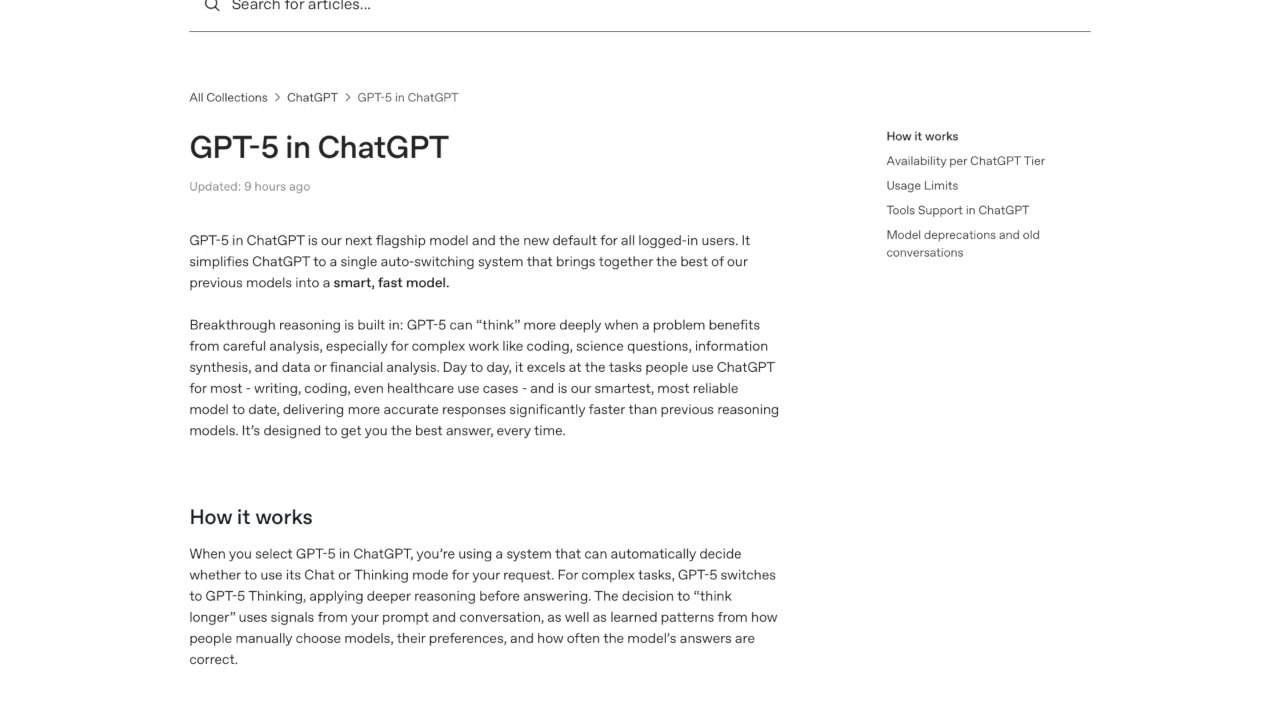 Search for articles...
All Collections > ChatGPT > GPT-5 in ChatGPT
GPT-5 in ChatGPT
Updated: 9 hours ago
GPT-5 in ChatGPT is our next flagship model and the new default for all logged-in users. It
simplifies ChatGPT to a single auto-switching system that brings together the best of our
previous models into a smart, fast model.
Breakthrough reasoning is built in: GPT-5 can “think” more deeply when a problem benefits
from careful analysis, especially for complex work like coding, science questions, information
synthesis, and data or financial analysis. Day to day, it excels at the tasks people use ChatGPT
for most - writing, coding, even healthcare use cases - and is our smartest, most reliable
model to date, delivering more accurate responses significantly faster than previous reasoning
models. It’s designed to get you the best answer, every time.
How it works
When you select GPT-5 in ChatGPT, you’re using a system that can automatically decide
whether to use its Chat or Thinking mode for your request. For complex tasks, GPT-5 switches
to GPT-5 Thinking, applying deeper reasoning before answering. The decision to “think
longer” uses signals from your prompt and conversation, as well as learned patterns from how
people manually choose models, their preferences, and how often the model’s answers are
correct.
How it works
Availability per ChatGPT Tier
Usage Limits
Tools Support in ChatGPT
Model deprecations and old
conversations